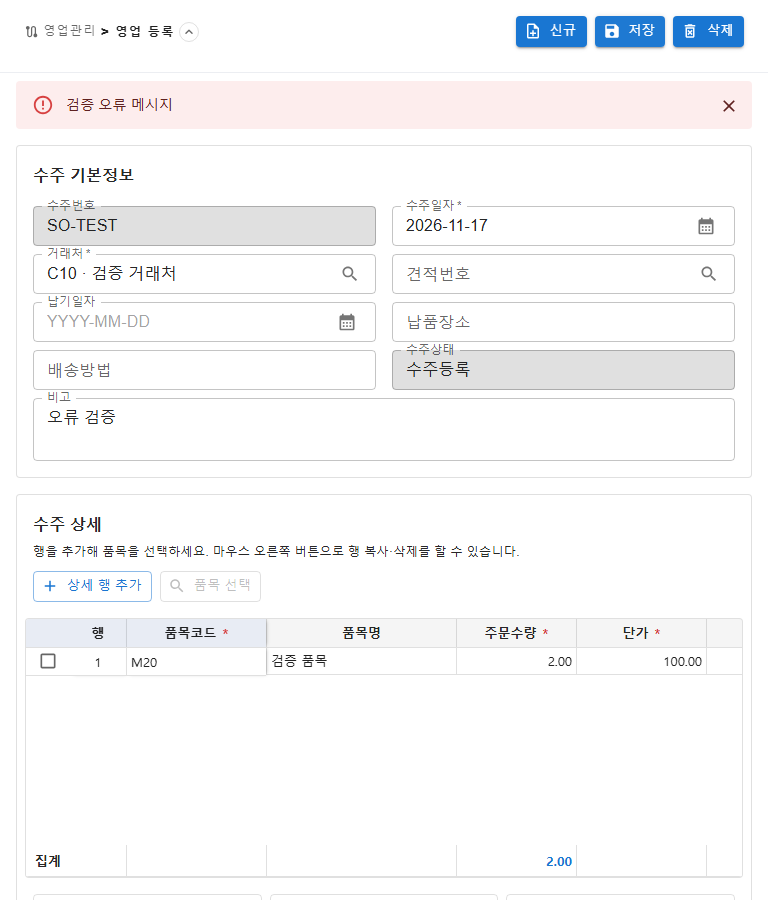 영업관리 > 영업 등록
신규
저장
삭제
검증 오류 메시지
수주 기본정보
수주번호
SO-TEST
수주일자 *
2026-11-17
거래처 *
C10 · 검증 거래처
견적번호
납기일자
YYYY-MM-DD
납품장소
배송방법
수주상태
수주등록
비고
오류 검증
수주 상세
행을 추가해 품목을 선택하세요. 마우스 오른쪽 버튼으로 행 복사·삭제를 할 수 있습니다.
상세 행 추가
품목 선택
행 품목코드 * 품목명 주문수량 * 단가 *
1 M20 검증 품목 2.00 100.00
집계 2.00